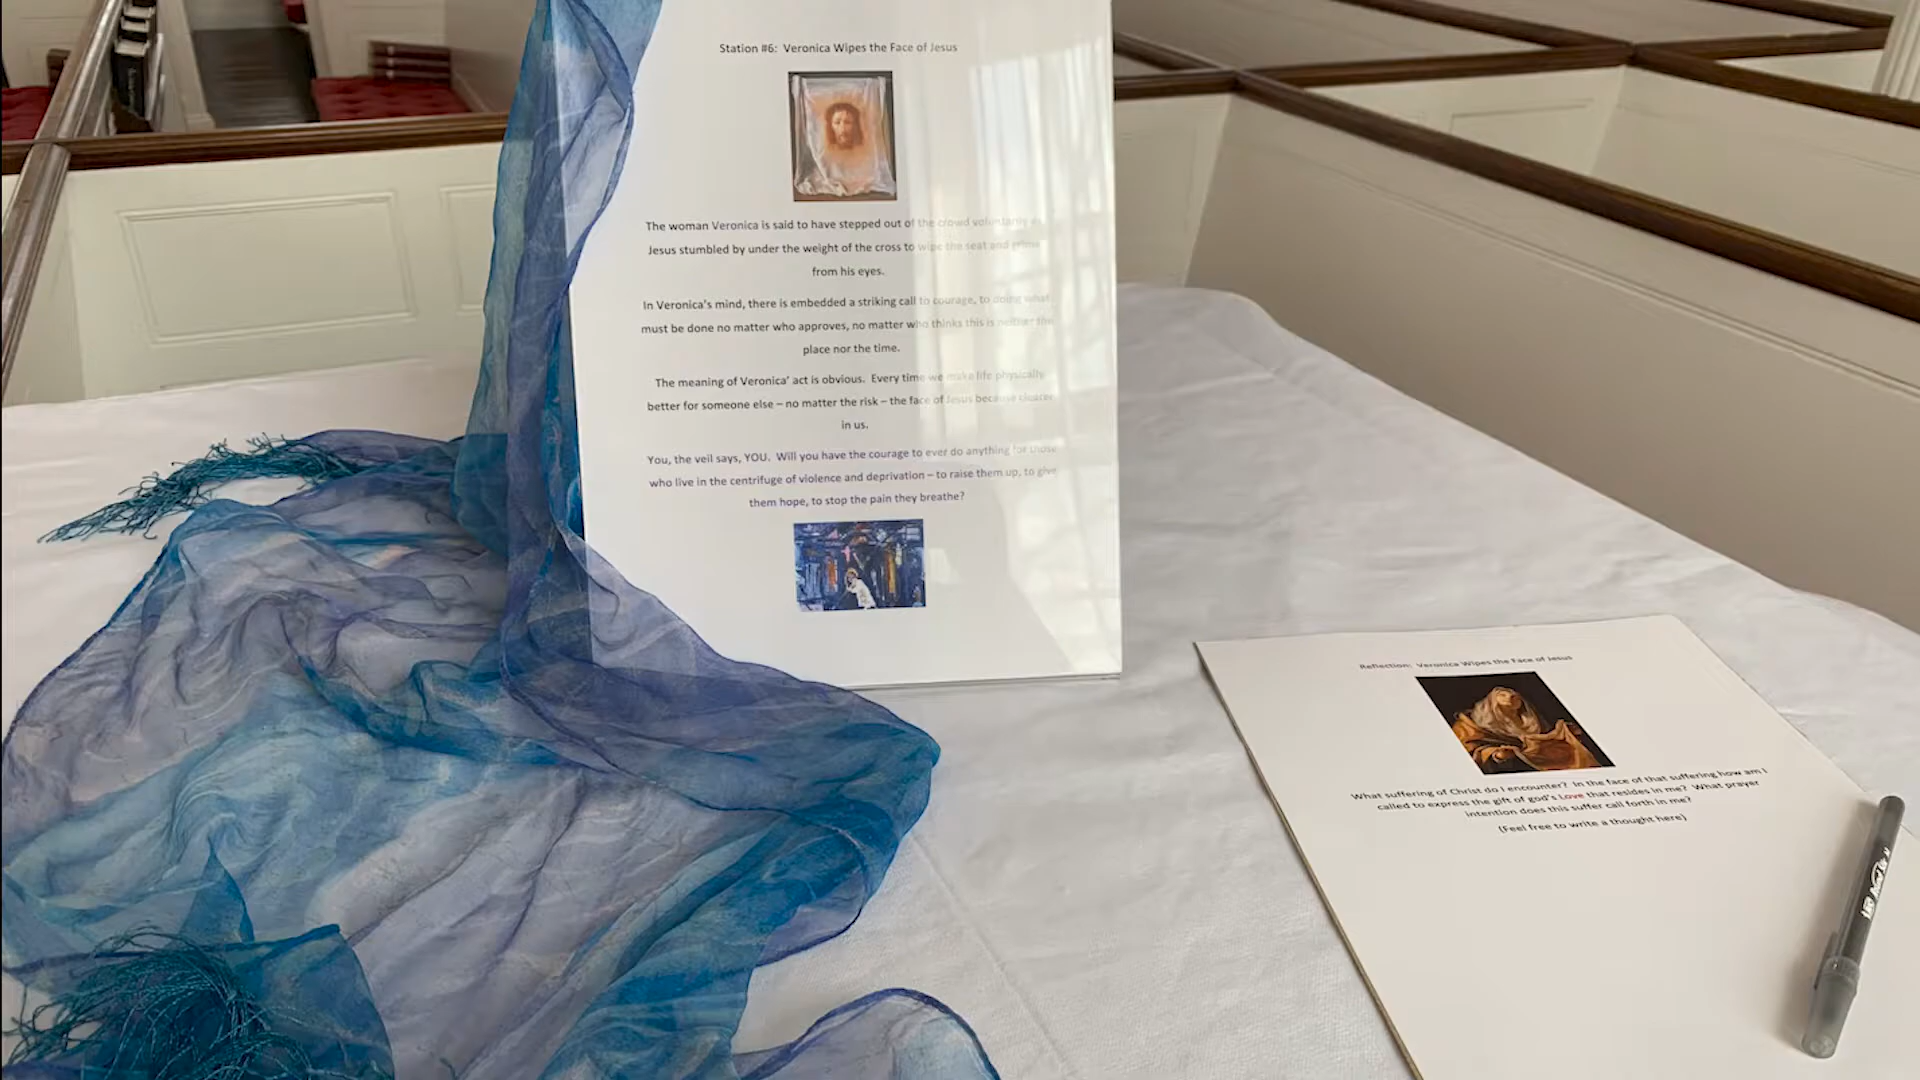 Station #6: Veronica Wipes the Face of Jesus
The woman Veronica is said to have stepped out of the crowd voluntarily as
Jesus stumbled by under the weight of the cross to wipe the seat and grime
from his eyes.
In Veronica's mind, there is embedded a striking call to courage, to doing what
must be done no matter who approves, no matter who thinks this is neither the
place nor the time.
The meaning of Veronica' act is obvious. Every time we make life physically
better for someone else – no matter the risk – the face of Jesus because clearer
in us.
You, the veil says, YOU. Will you have the courage to ever do anything for those
who live in the centrifuge of violence and deprivation – to raise them up, to give
them hope, to stop the pain they breathe?
Reflection: Veronica Wipes the Face of Jesus
What suffering of Christ do I encounter? In the face of that suffering how am I
called to express the gift of god's Love that resides in me? What prayer
intention does this suffer call forth in me?
(Feel free to write a thought here)